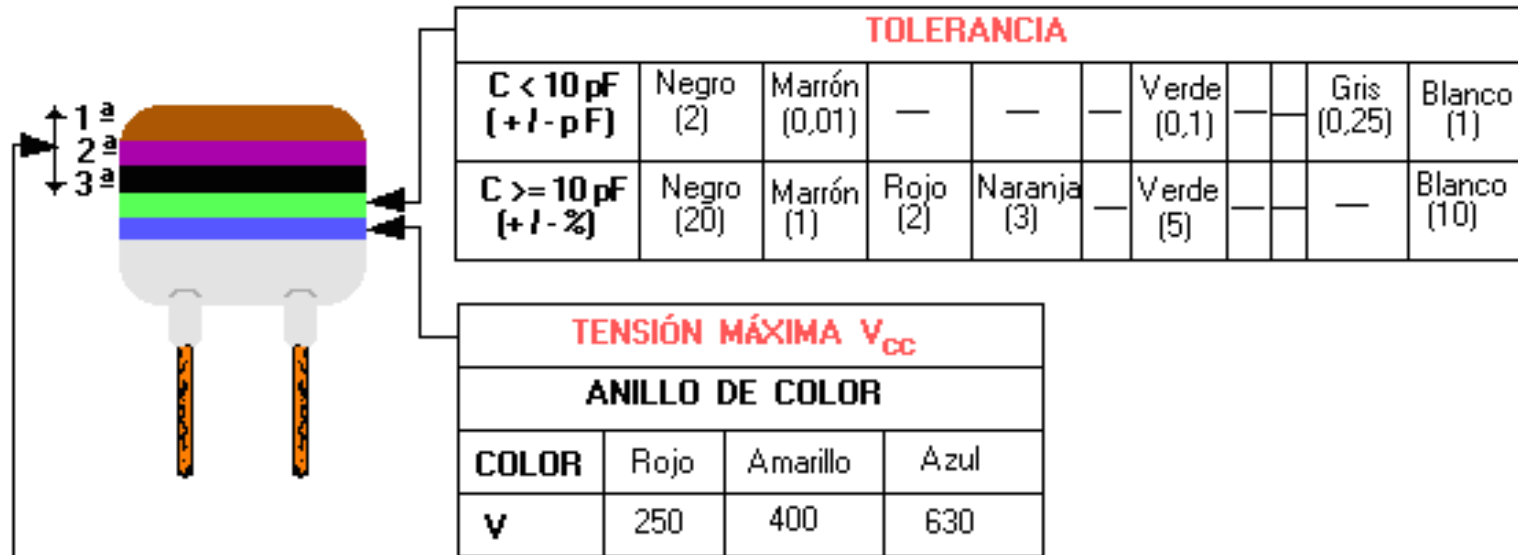 TOLERANCIA
C < 10 pF Negro Marrón — — — Verde — — Gris Blanco
(+/- pF) (2) (0,01) (0,1) (0,25) (1)
C >= 10 pF Negro Marrón Rojo Naranja — Verde — — — Blanco
(+/- %) (20) (1) (2) (3) (5) (10)
1ª
2ª
3ª
TENSIÓN MÁXIMA VCC
ANILLO DE COLOR
COLOR Rojo Amarillo Azul
V 250 400 630